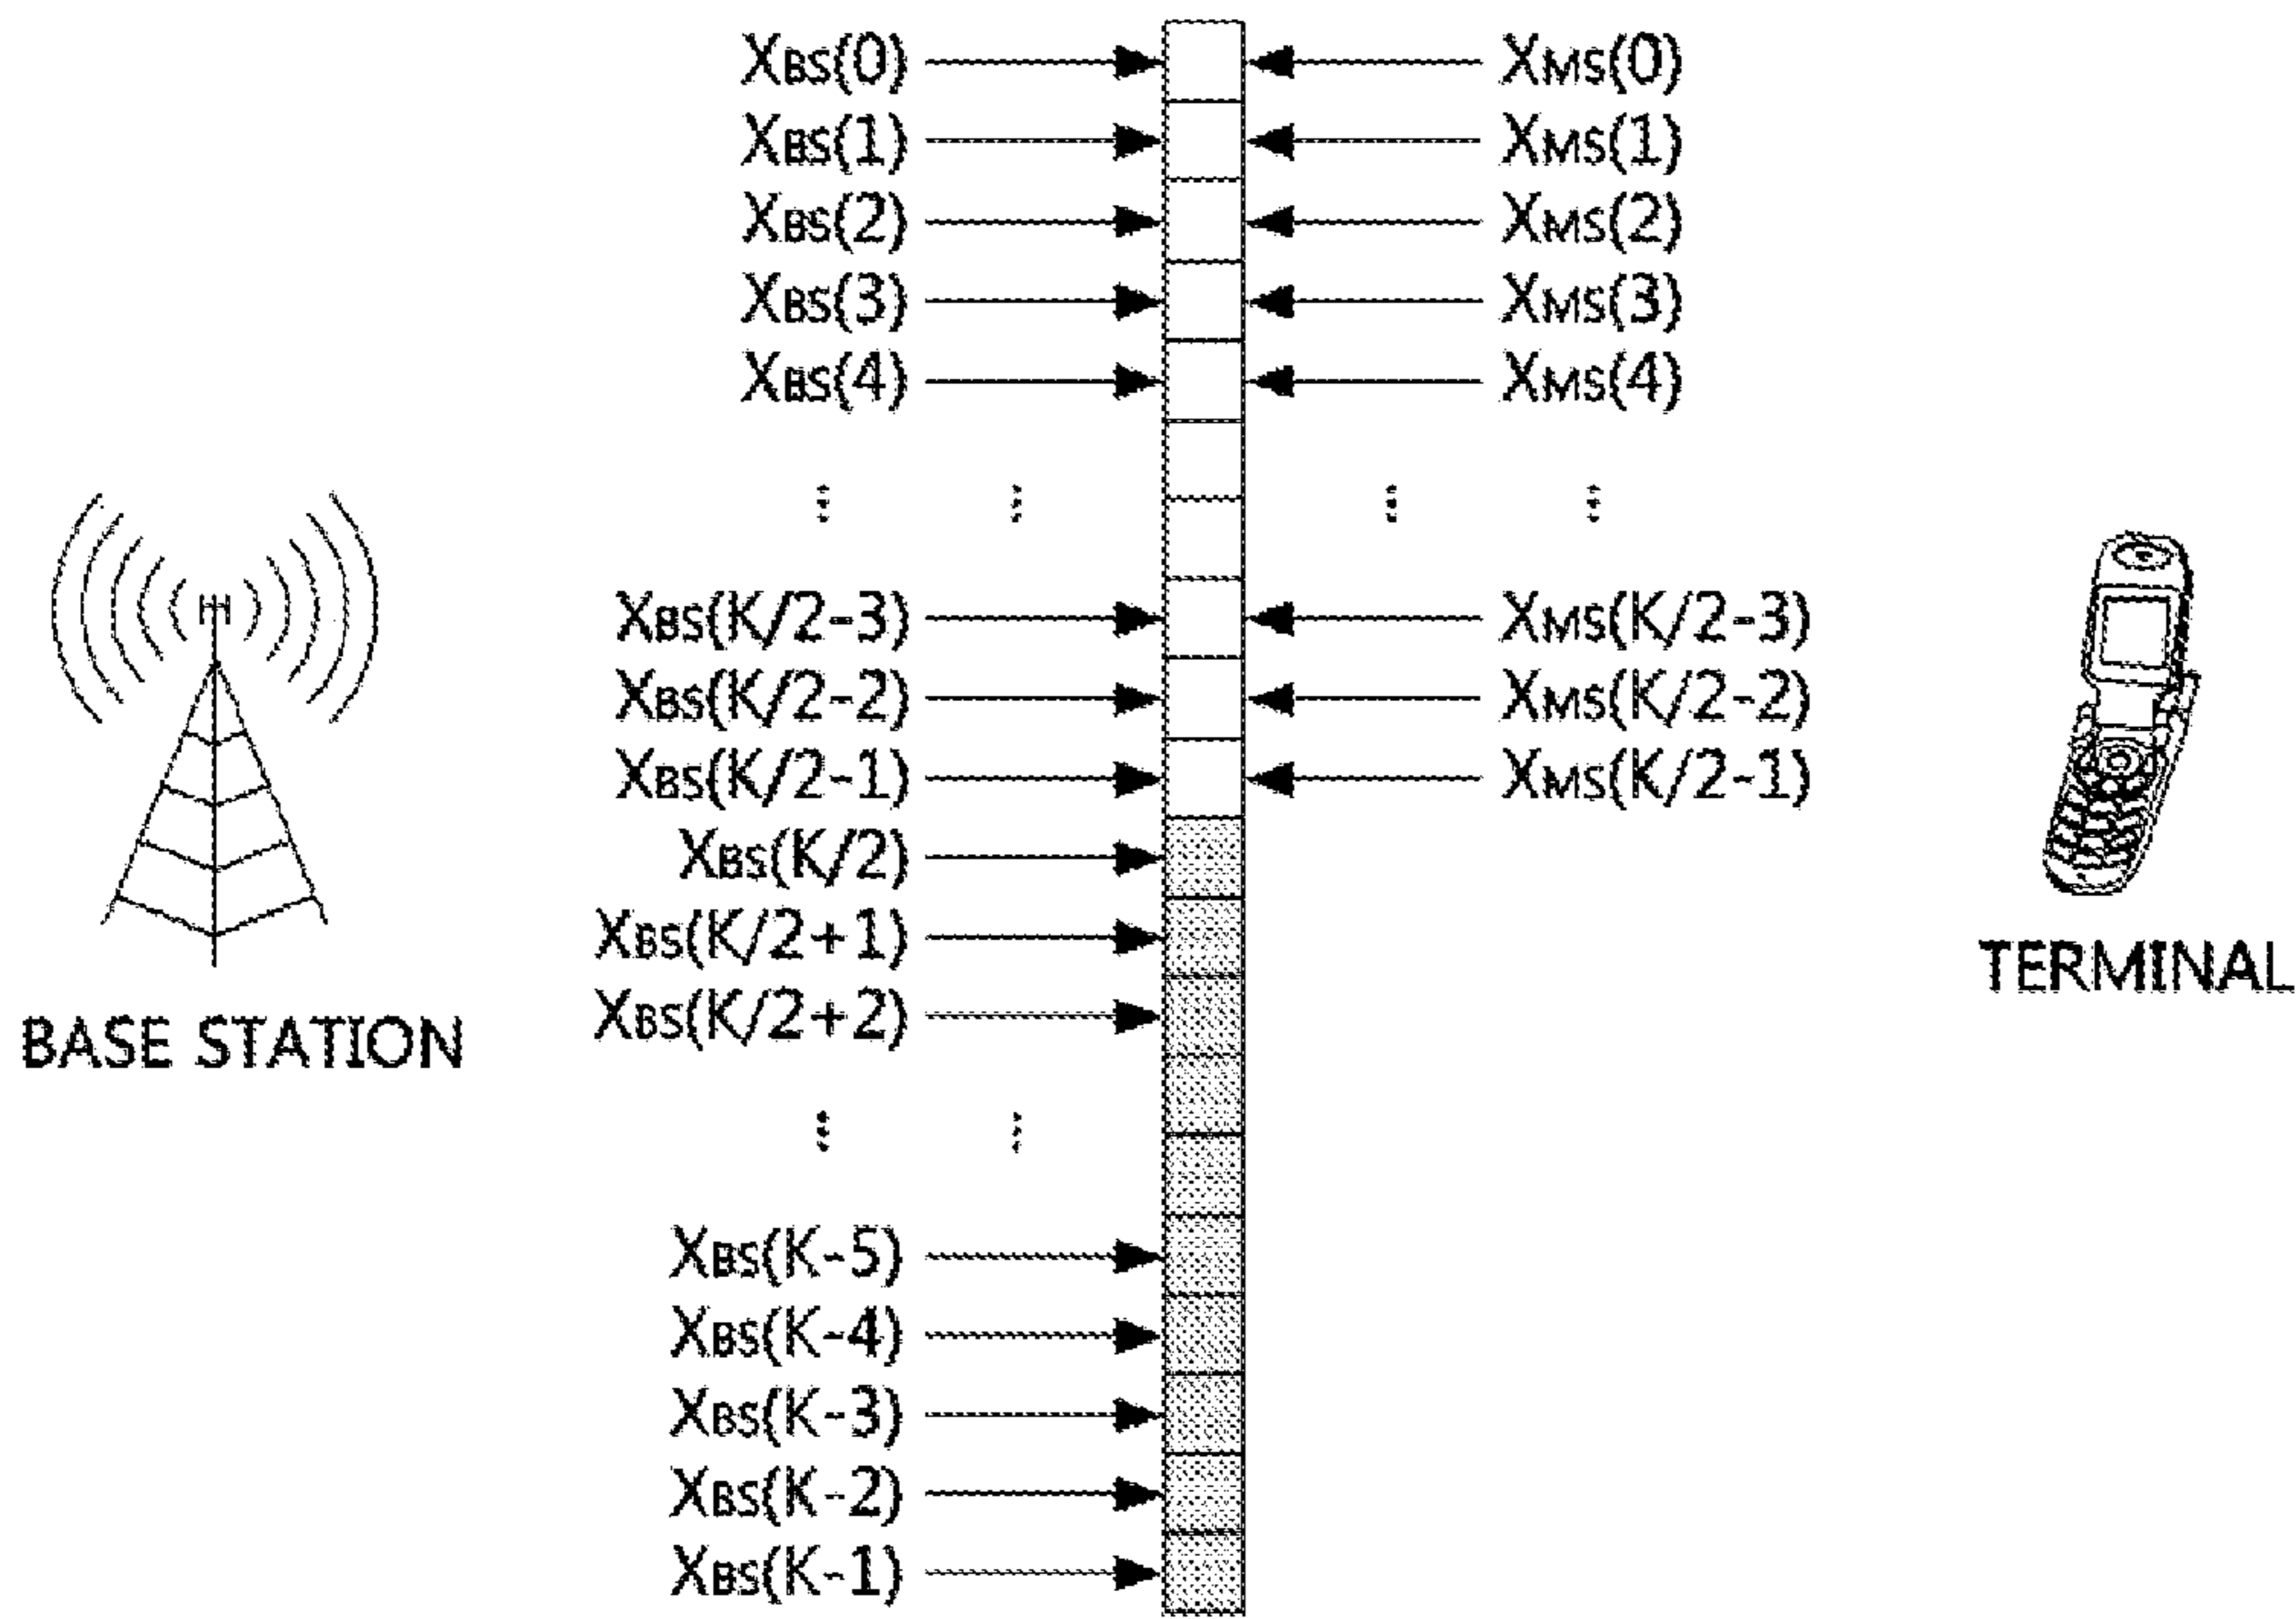 XBS(0) XMS(0)
XBS(1) XMS(1)
XBS(2) XMS(2)
XBS(3) XMS(3)
XBS(4) XMS(4)
⋮ ⋮ ⋮ ⋮
XBS(K/2-3) XMS(K/2-3)
XBS(K/2-2) XMS(K/2-2)
XBS(K/2-1) XMS(K/2-1)
XBS(K/2)
XBS(K/2+1)
XBS(K/2+2)
⋮ ⋮
XBS(K-5)
XBS(K-4)
XBS(K-3)
XBS(K-2)
XBS(K-1)
BASE STATION
TERMINAL